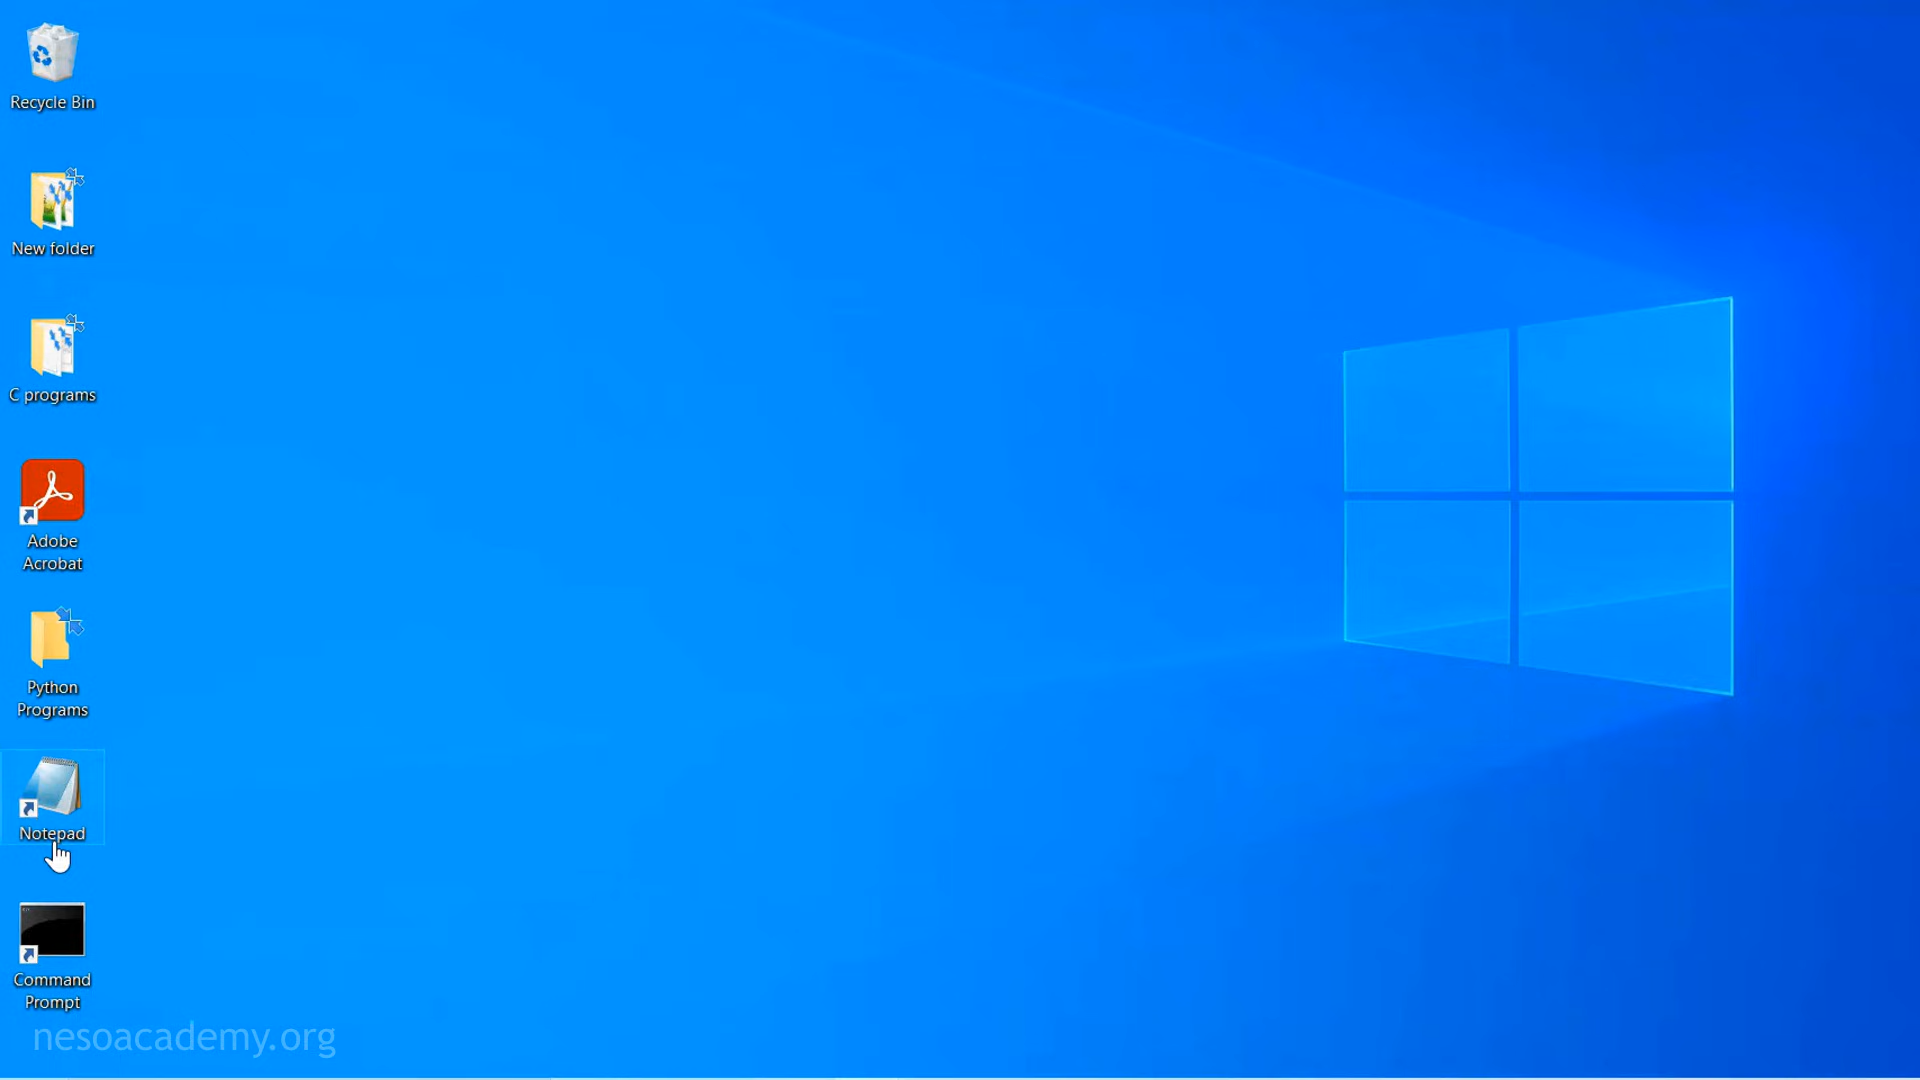 Recycle Bin
New folder
C programs
Adobe
Acrobat
Python
Programs
Notepad
Command
Prompt
nesoacademy.org